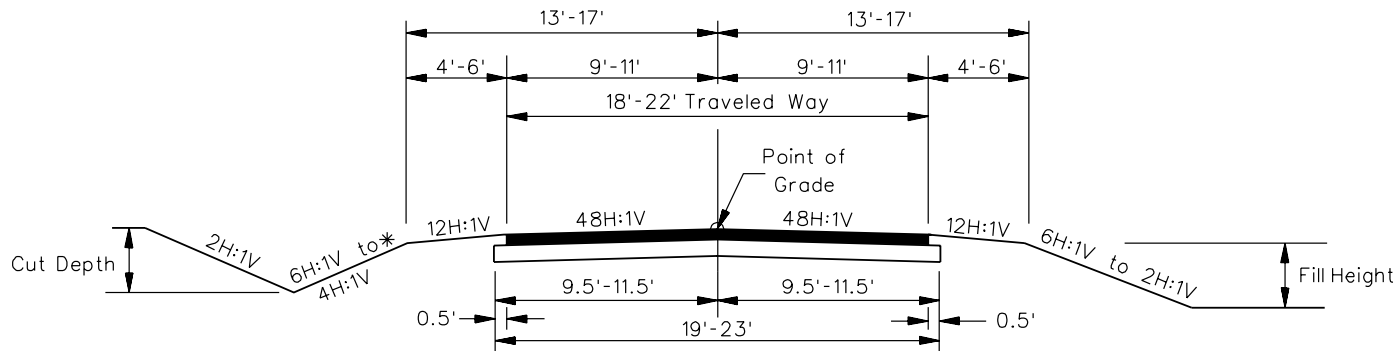 13'-17' 13'-17'
4'-6' 9'-11' 9'-11' 4'-6'
18'-22' Traveled Way
Point of
Grade
12H:1V 48H:1V 48H:1V 12H:1V
2H:1V 6H:1V to* 6H:1V to 2H:1V
4H:1V
Cut Depth Fill Height
9.5'-11.5' 9.5'-11.5'
0.5' 19'-23' 0.5'